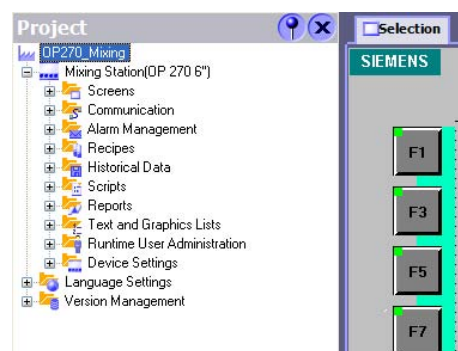 Project
Selection
OP270_Mixing
SIEMENS
Mixing Station(OP 270 6")
Screens
Communication
Alarm Management
F1
Recipes
Historical Data
Scripts
F3
Reports
Text and Graphics Lists
Runtime User Administration
Device Settings
F5
Language Settings
Version Management
F7